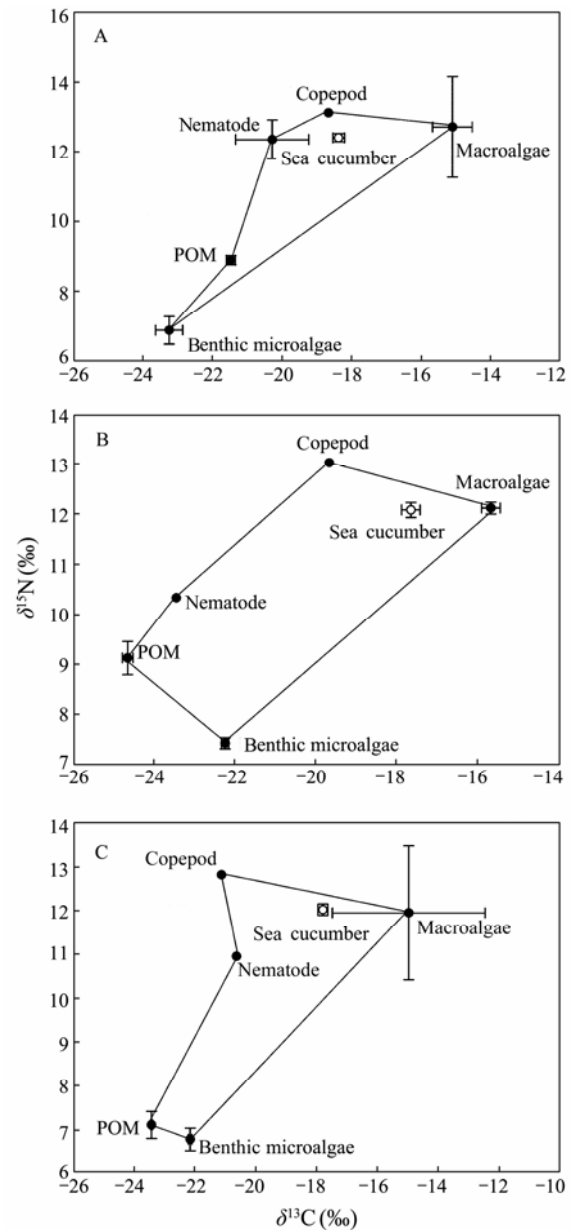 16
A
14
Copepod
Nematode
12
Sea cucumber
Macroalgae
10
POM
8
Benthic microalgae
6
−26 −24 −22 −20 −18 −16 −14 −12
14
B
Copepod
13
Macroalgae
12
Sea cucumber
11
δ¹⁵N (‰)
Nematode
10
POM
9
8
Benthic microalgae
7
−26 −24 −22 −20 −18 −16 −14
14
C
13
Copepod
12
Sea cucumber
Macroalgae
11
Nematode
10
9
8
7
POM
Benthic microalgae
6
−26 −24 −22 −20 −18 −16 −14 −12 −10
δ¹³C (‰)